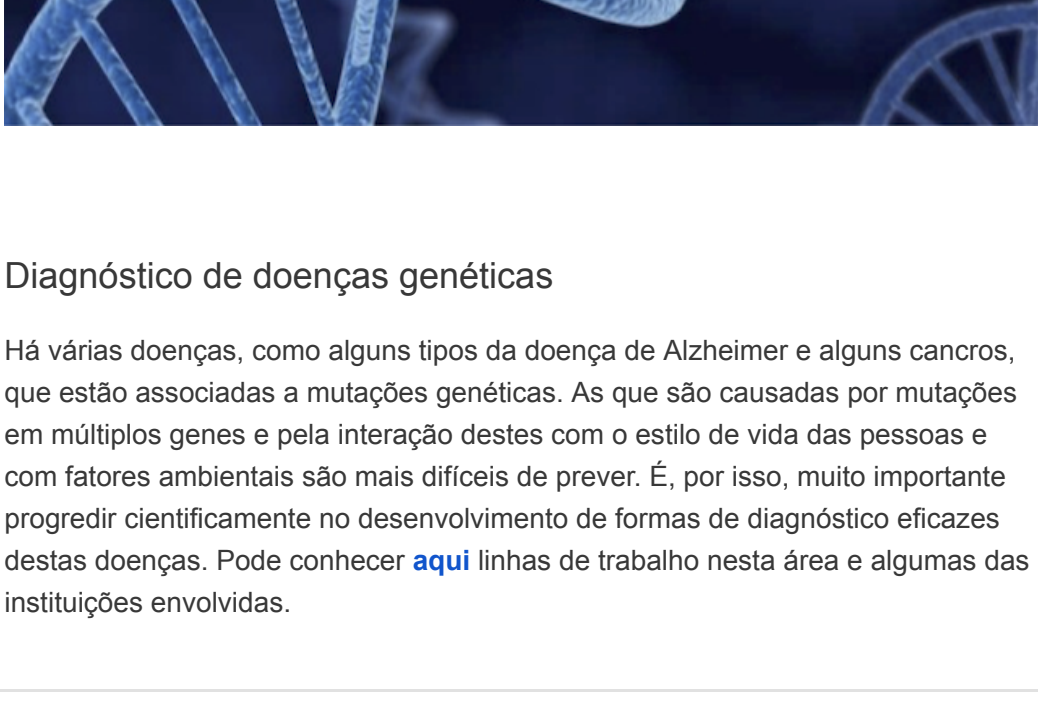 Diagnóstico de doenças genéticas
Há várias doenças, como alguns tipos da doença de Alzheimer e alguns cancros,
que estão associadas a mutações genéticas. As que são causadas por mutações
em múltiplos genes e pela interação destes com o estilo de vida das pessoas e
com fatores ambientais são mais difíceis de prever. É, por isso, muito importante
progredir cientificamente no desenvolvimento de formas de diagnóstico eficazes
destas doenças. Pode conhecer aqui linhas de trabalho nesta área e algumas das
instituições envolvidas.